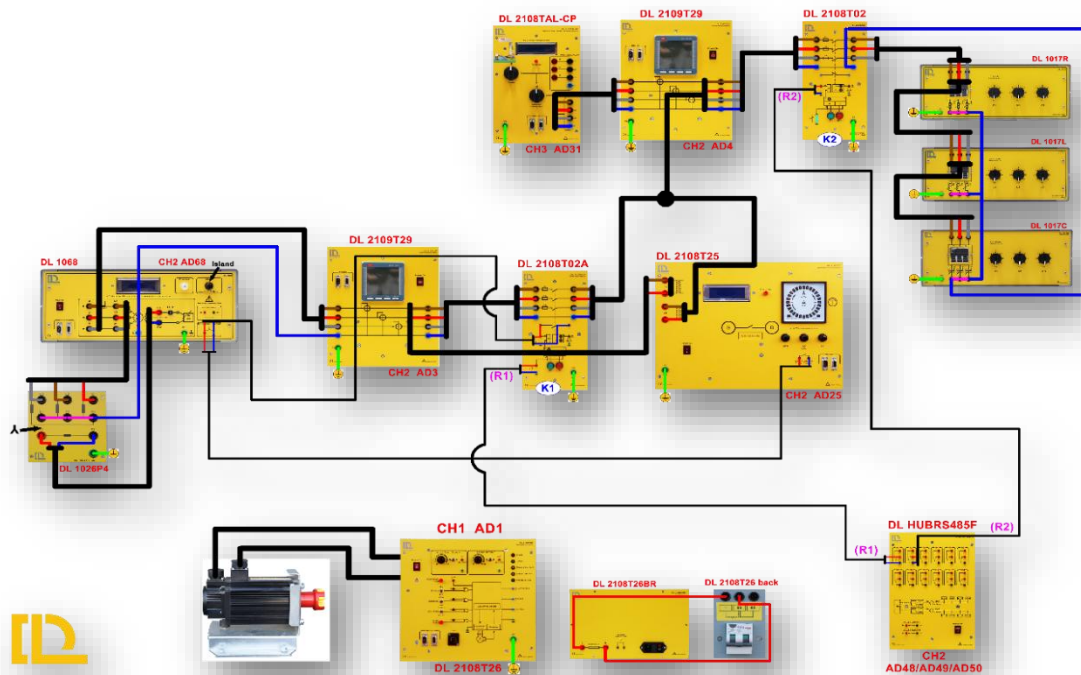 DL 2108TAL-CP
DL 2109T29
DL 2108T02
DL 1017R
(R2)
K2
CH3 AD31
CH2 AD4
DL 1017L
DL 1017C
DL 1068
CH2 AD68
Island
DL 2109T29
DL 2108T02A
DL 2108T25
CH2 AD3
(R1)
K1
CH2 AD25
DL 1026P4
CH1 AD1
DL HUBRS485F
(R1)
(R2)
DL 2108T26BR
DL 2108T26 back
DL 2108T26
CH2
AD48/AD49/AD50